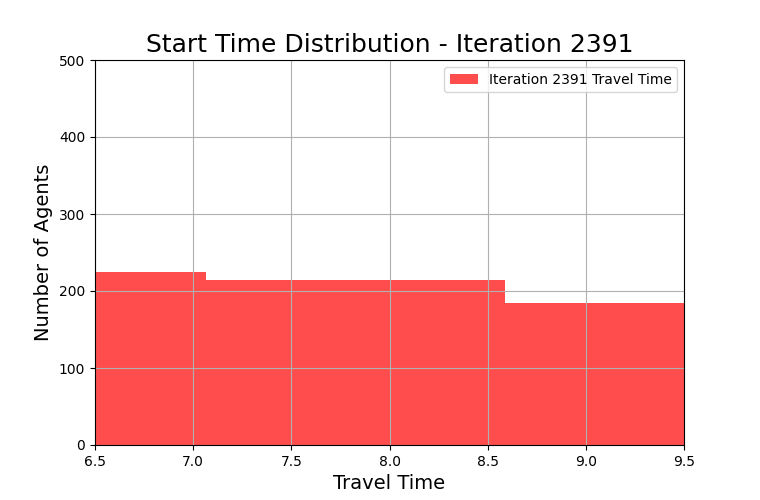 Start Time Distribution - Iteration 2391
Iteration 2391 Travel Time
Number of Agents
500
400
300
200
100
0
6.5 7.0 7.5 8.0 8.5 9.0 9.5
Travel Time